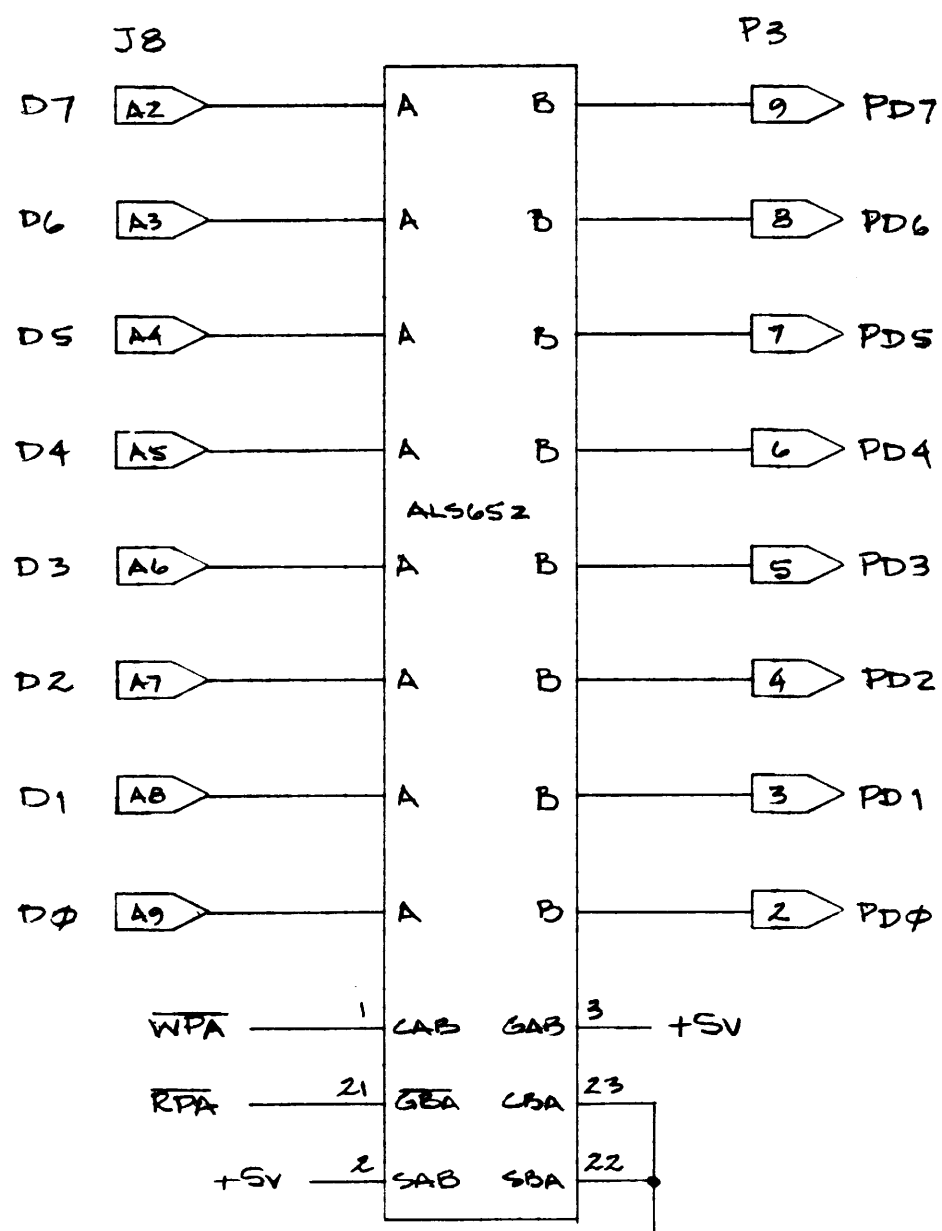 J8 P3
D7 A2 A B 9 PD7
D6 A3 A B 8 PD6
D5 A4 A B 7 PD5
D4 A5 A B 6 PD4
ALS652
D3 A6 A B 5 PD3
D2 A7 A B 4 PD2
D1 A8 A B 3 PD1
DØ A9 A B 2 PDØ
WPA 1 CAB GAB 3 +5V
RPA 21 GBA CBA 23
+5V 2 SAB SBA 22